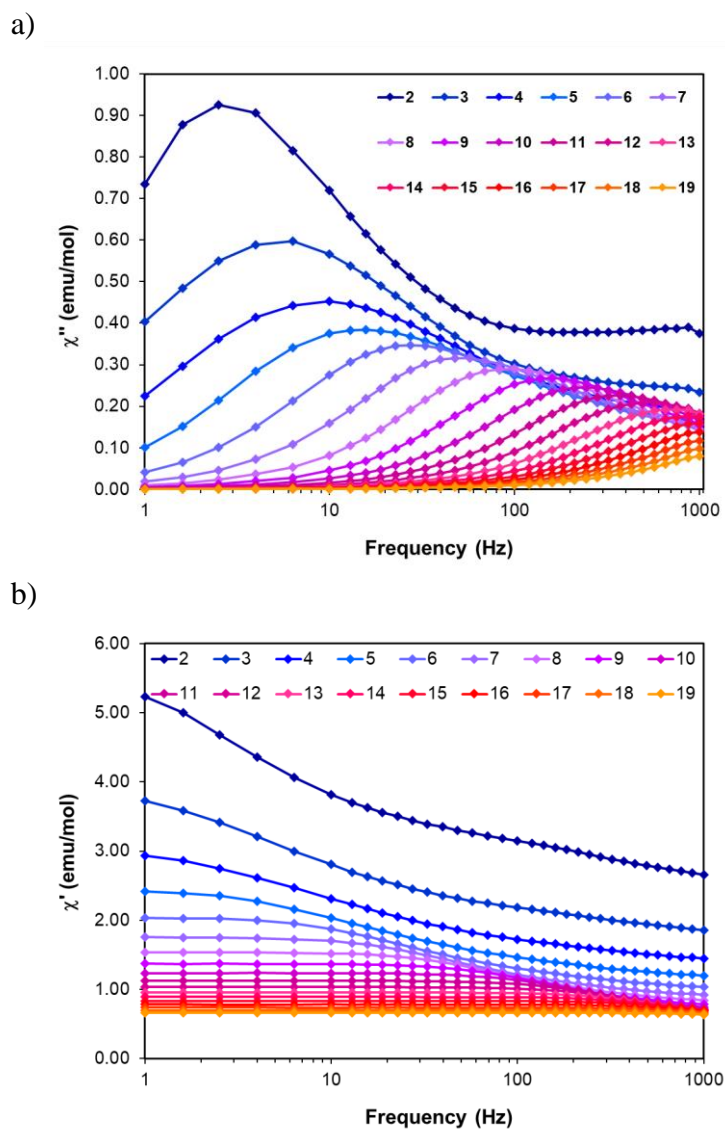 a)
1.00
0.90
0.80
0.70
0.60
0.50
0.40
0.30
0.20
0.10
0.00
χ'' (emu/mol)
2 3 4 5 6 7
8 9 10 11 12 13
14 15 16 17 18 19
1 10 100 1000
Frequency (Hz)
b)
6.00
5.00
4.00
3.00
2.00
1.00
0.00
χ' (emu/mol)
2 3 4 5 6 7 8 9 10
11 12 13 14 15 16 17 18 19
1 10 100 1000
Frequency (Hz)